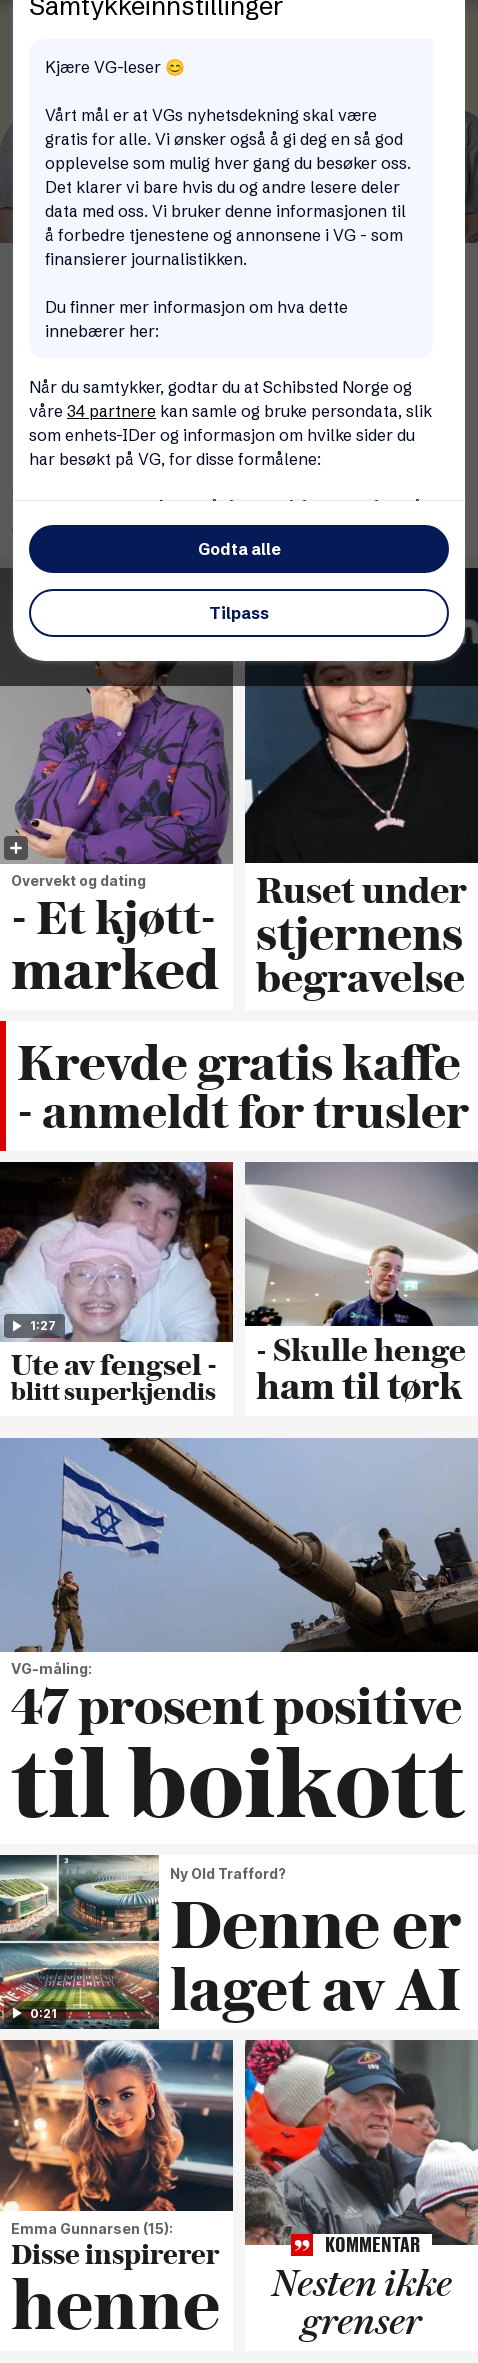 Samtykkeinnstillinger
Kjære VG-leser 😊
Vårt mål er at VGs nyhetsdekning skal være
gratis for alle. Vi ønsker også å gi deg en så god
opplevelse som mulig hver gang du besøker oss.
Det klarer vi bare hvis du og andre lesere deler
data med oss. Vi bruker denne informasjonen til
å forbedre tjenestene og annonsene i VG - som
finansierer journalistikken.
Du finner mer informasjon om hva dette
innebærer her:
Når du samtykker, godtar du at Schibsted Norge og
våre 34 partnere kan samle og bruke persondata, slik
som enhets-IDer og informasjon om hvilke sider du
har besøkt på VG, for disse formålene:
Godta alle
Tilpass
Overvekt og dating
- Et kjøtt-
marked
Ruset under
stjernens
begravelse
Krevde gratis kaffe
- anmeldt for trusler
1:27
Ute av fengsel -
blitt superkjendis
- Skulle henge
ham til tørk
VG-måling:
47 prosent positive
til boikott
3
0:21
Ny Old Trafford?
Denne er
laget av AI
Emma Gunnarsen (15):
Disse inspirerer
henne
KOMMENTAR
Nesten ikke
grenser